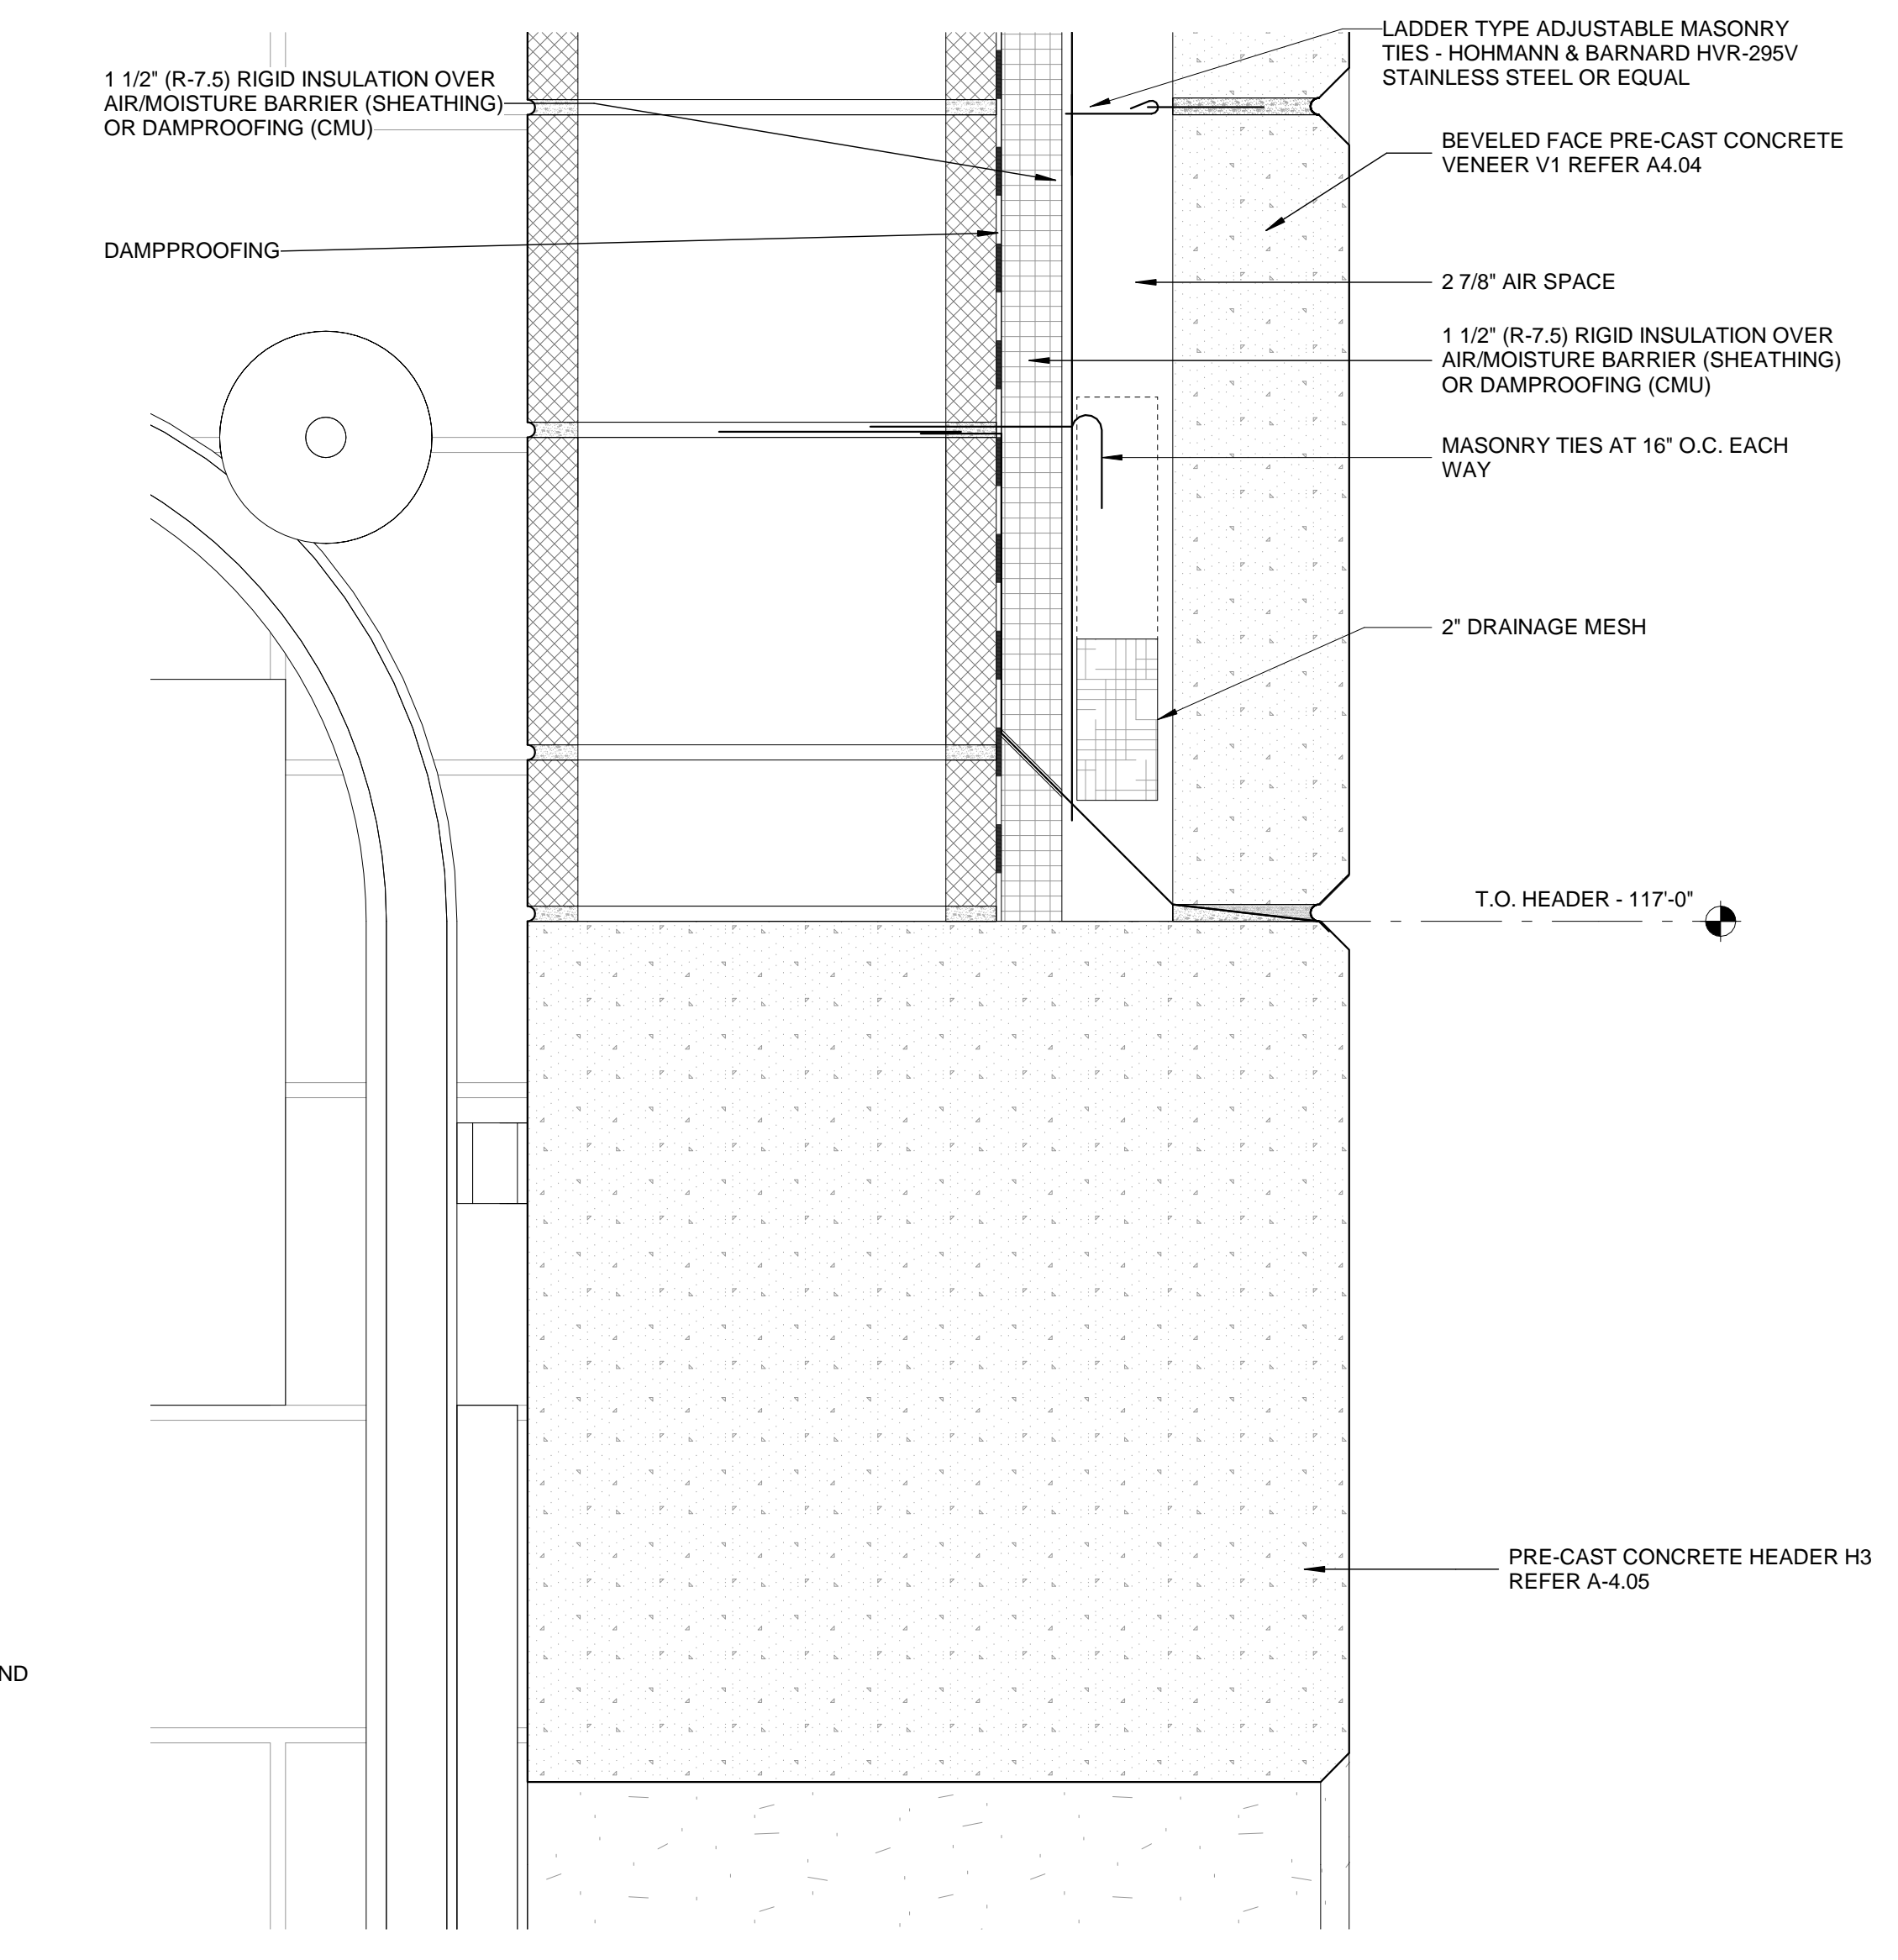 LADDER TYPE ADJUSTABLE MASONRY
TIES - HOHMANN & BARNARD HVR-295V
STAINLESS STEEL OR EQUAL
1 1/2" (R-7.5) RIGID INSULATION OVER
AIR/MOISTURE BARRIER (SHEATHING)
OR DAMPROOFING (CMU)
BEVELED FACE PRE-CAST CONCRETE
VENEER V1 REFER A4.04
DAMPPROOFING
2 7/8" AIR SPACE
1 1/2" (R-7.5) RIGID INSULATION OVER
AIR/MOISTURE BARRIER (SHEATHING)
OR DAMPROOFING (CMU)
MASONRY TIES AT 16" O.C. EACH
WAY
2" DRAINAGE MESH
T.O. HEADER - 117'-0"
PRE-CAST CONCRETE HEADER H3
REFER A-4.05
ND